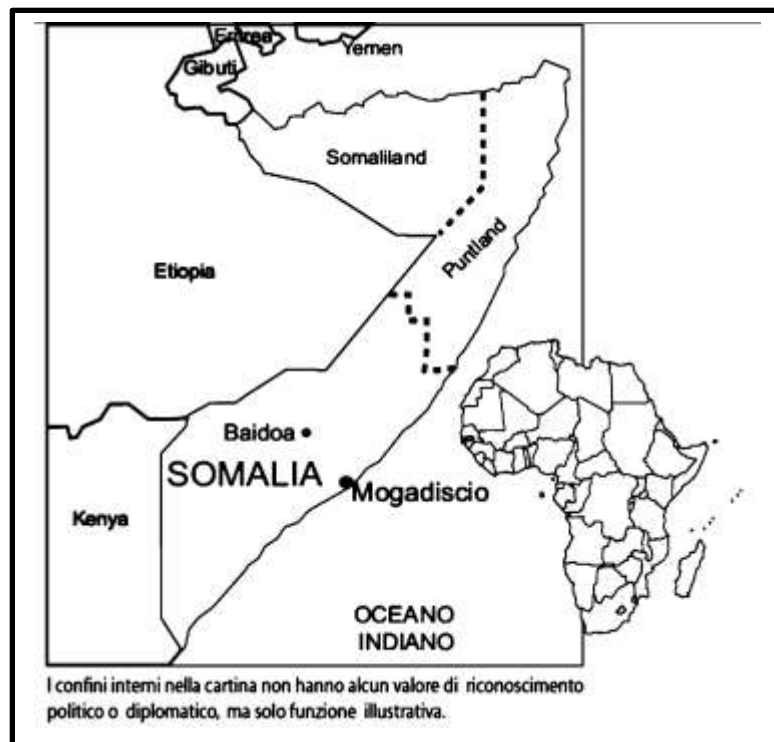 Eritrea
Yemen
Gibuti
Somaliland
Puntland
Etiopia
Baidoa
SOMALIA
Mogadiscio
Kenya
OCEANO
INDIANO
I confini interni nella cartina non hanno alcun valore di riconoscimento
politico o diplomatico, ma solo funzione illustrativa.